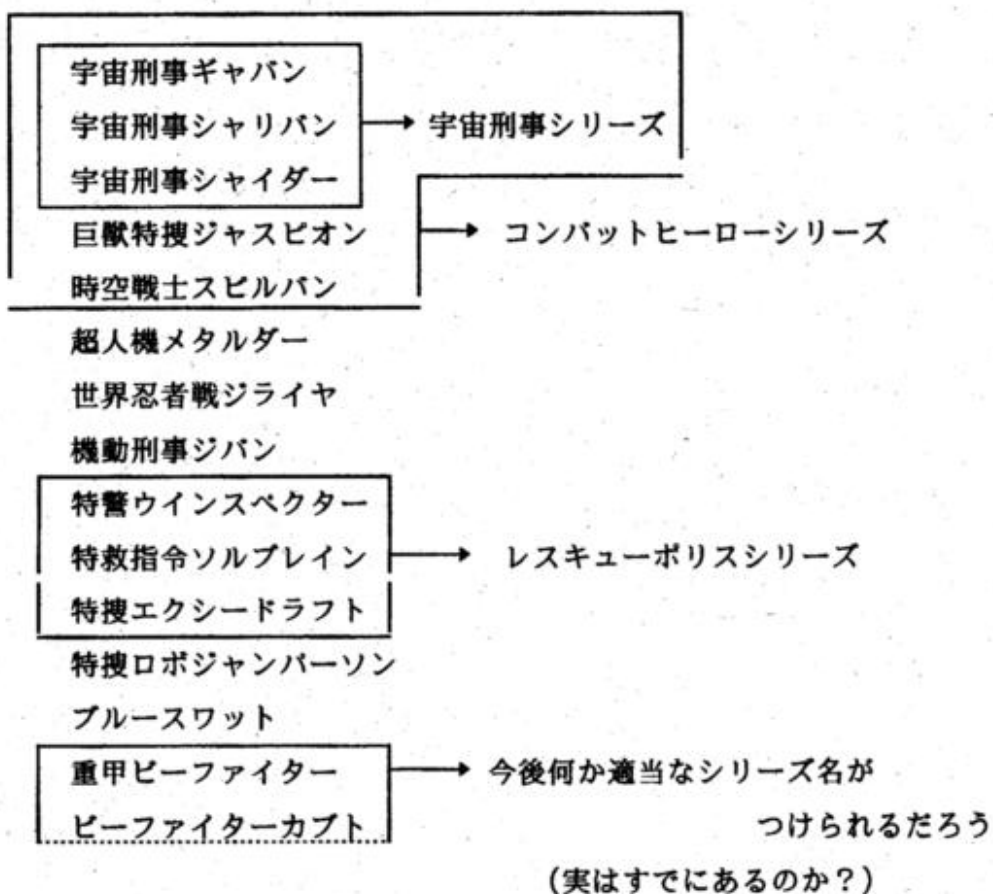 宇宙刑事ギャバン
宇宙刑事シャリバン → 宇宙刑事シリーズ
宇宙刑事シャイダー
巨獣特捜ジャスピオン → コンバットヒーローシリーズ
時空戦士スピルバン
超人機メタルダー
世界忍者戦ジライヤ
機動刑事ジバン
特警ウインスペクター
特救指令ソルブレイン → レスキューポリスシリーズ
特捜エクシードラフト
特捜ロボジャンパーソン
ブルースワット
重甲ビーファイター → 今後何か適当なシリーズ名が
ビーファイターカブト つけられるだろう
(実はすでにあるのか？)